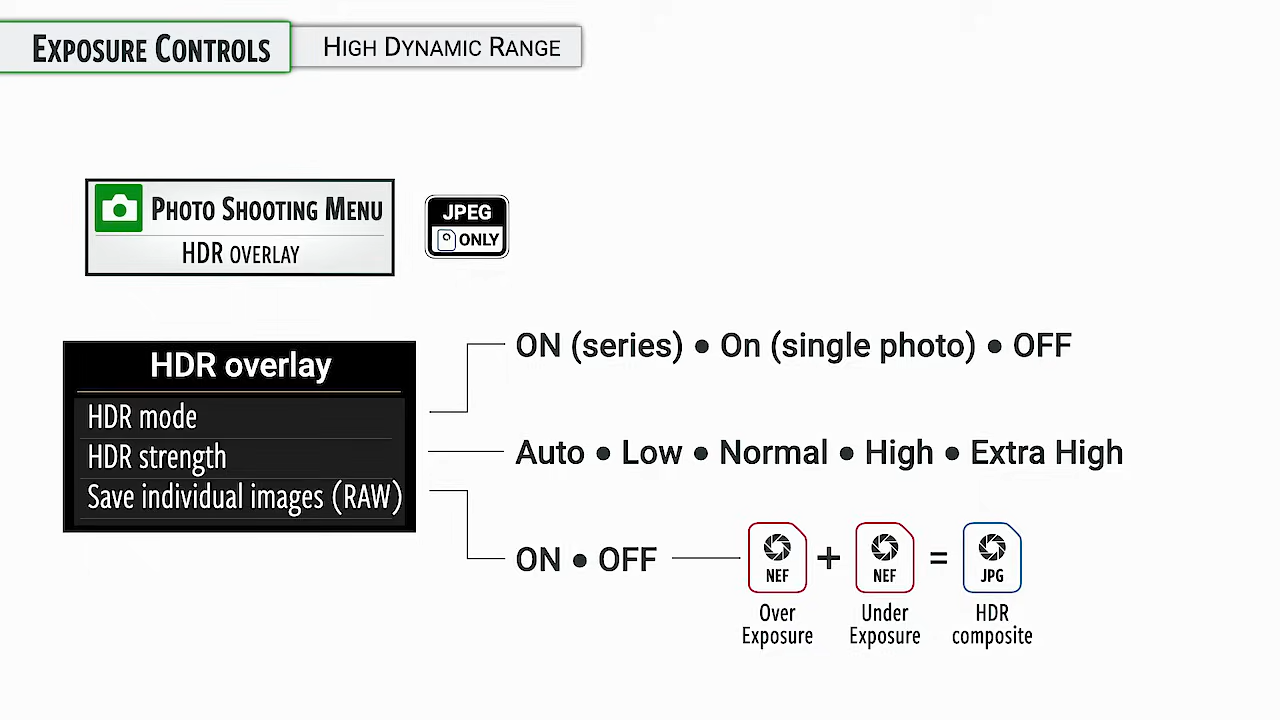 EXPOSURE CONTROLS
HIGH DYNAMIC RANGE
PHOTO SHOOTING MENU
HDR OVERLAY
JPEG
ONLY
HDR overlay
HDR mode
HDR strength
Save individual images (RAW)
ON (series) ● On (single photo) ● OFF
Auto ● Low ● Normal ● High ● Extra High
ON ● OFF
NEF + NEF = JPG
Over Exposure
Under Exposure
HDR composite